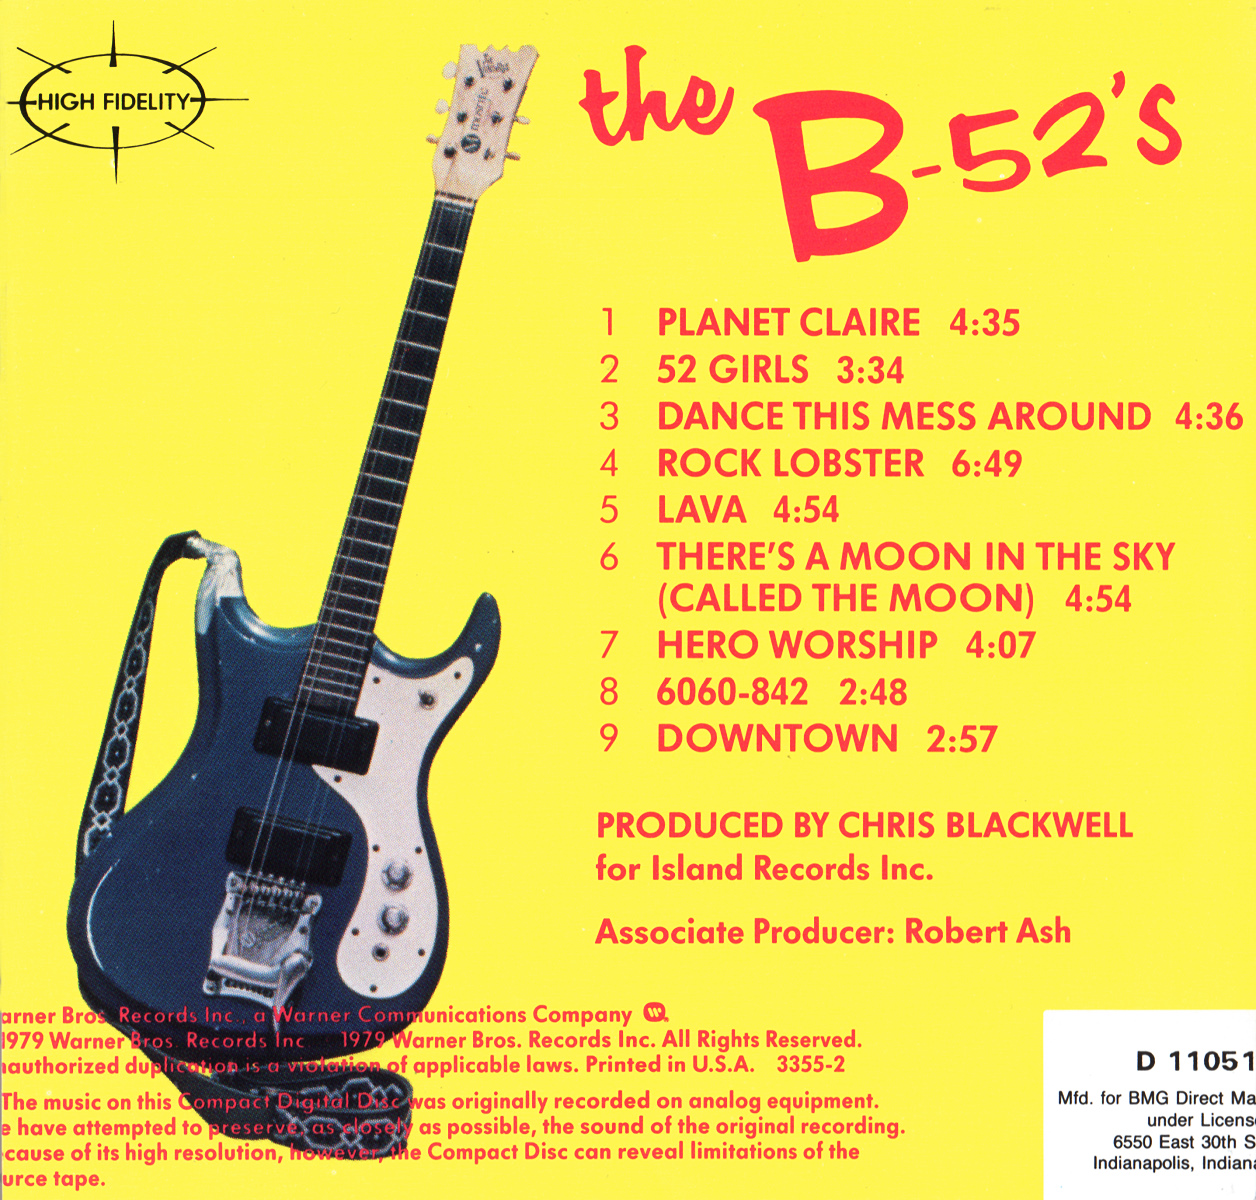 HIGH FIDELITY
the B-52's
mosrite
1 PLANET CLAIRE 4:35
2 52 GIRLS 3:34
3 DANCE THIS MESS AROUND 4:36
4 ROCK LOBSTER 6:49
5 LAVA 4:54
6 THERE'S A MOON IN THE SKY
(CALLED THE MOON) 4:54
7 HERO WORSHIP 4:07
8 6060-842 2:48
9 DOWNTOWN 2:57
PRODUCED BY CHRIS BLACKWELL
for Island Records Inc.
Associate Producer: Robert Ash
arner Bros. Records Inc., a Warner Communications Company
1979 Warner Bros. Records Inc 1979 Warner Bros. Records Inc. All Rights Reserved.
nauthorized duplication is a violation of applicable laws. Printed in U.S.A. 3355-2
The music on this Compact Digital Disc was originally recorded on analog equipment.
e have attempted to preserve, as closely as possible, the sound of the original recording.
cause of its high resolution, however, the Compact Disc can reveal limitations of the
urce tape.
D 11051
Mfd. for BMG Direct Ma
under Licens
6550 East 30th S
Indianapolis, Indiana